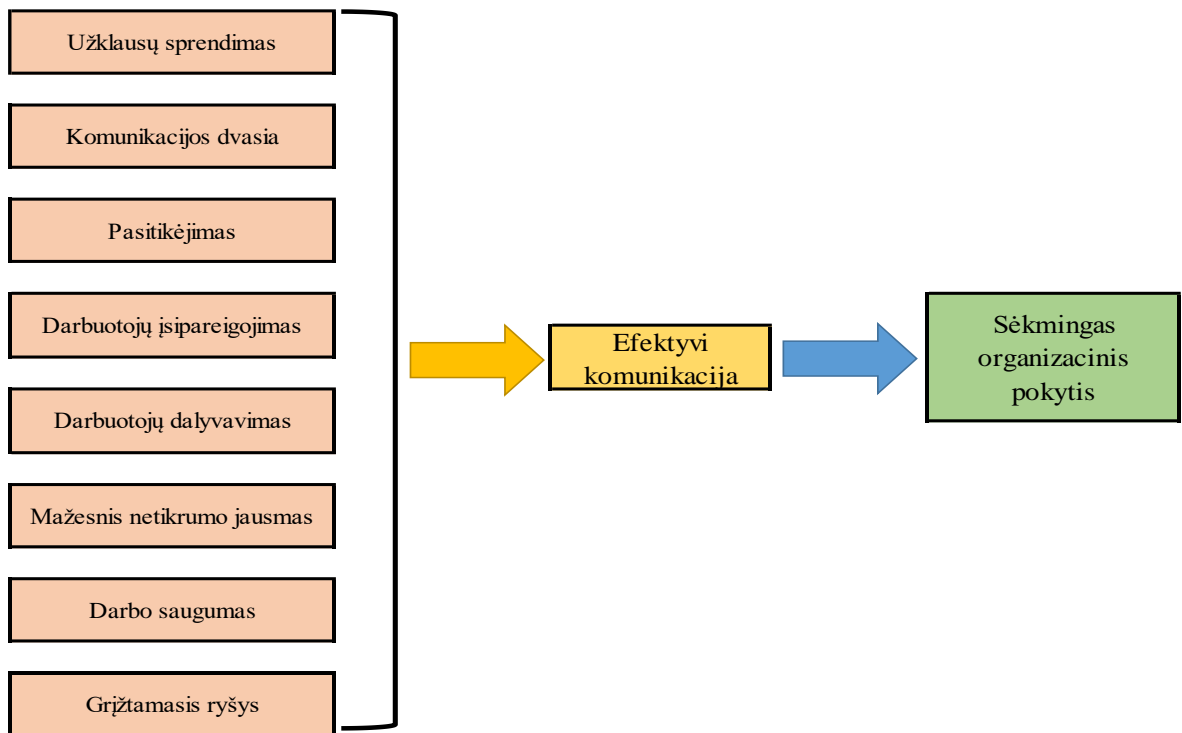 Užklausų sprendimas
Komunikacijos dvasia
Pasitikėjimas
Darbuotojų įsipareigojimas
Darbuotojų dalyvavimas
Mažesnis netikrumo jausmas
Darbo saugumas
Grįžtamasis ryšys
Efektyvi
komunikacija
Sėkmingas
organizacinis
pokytis